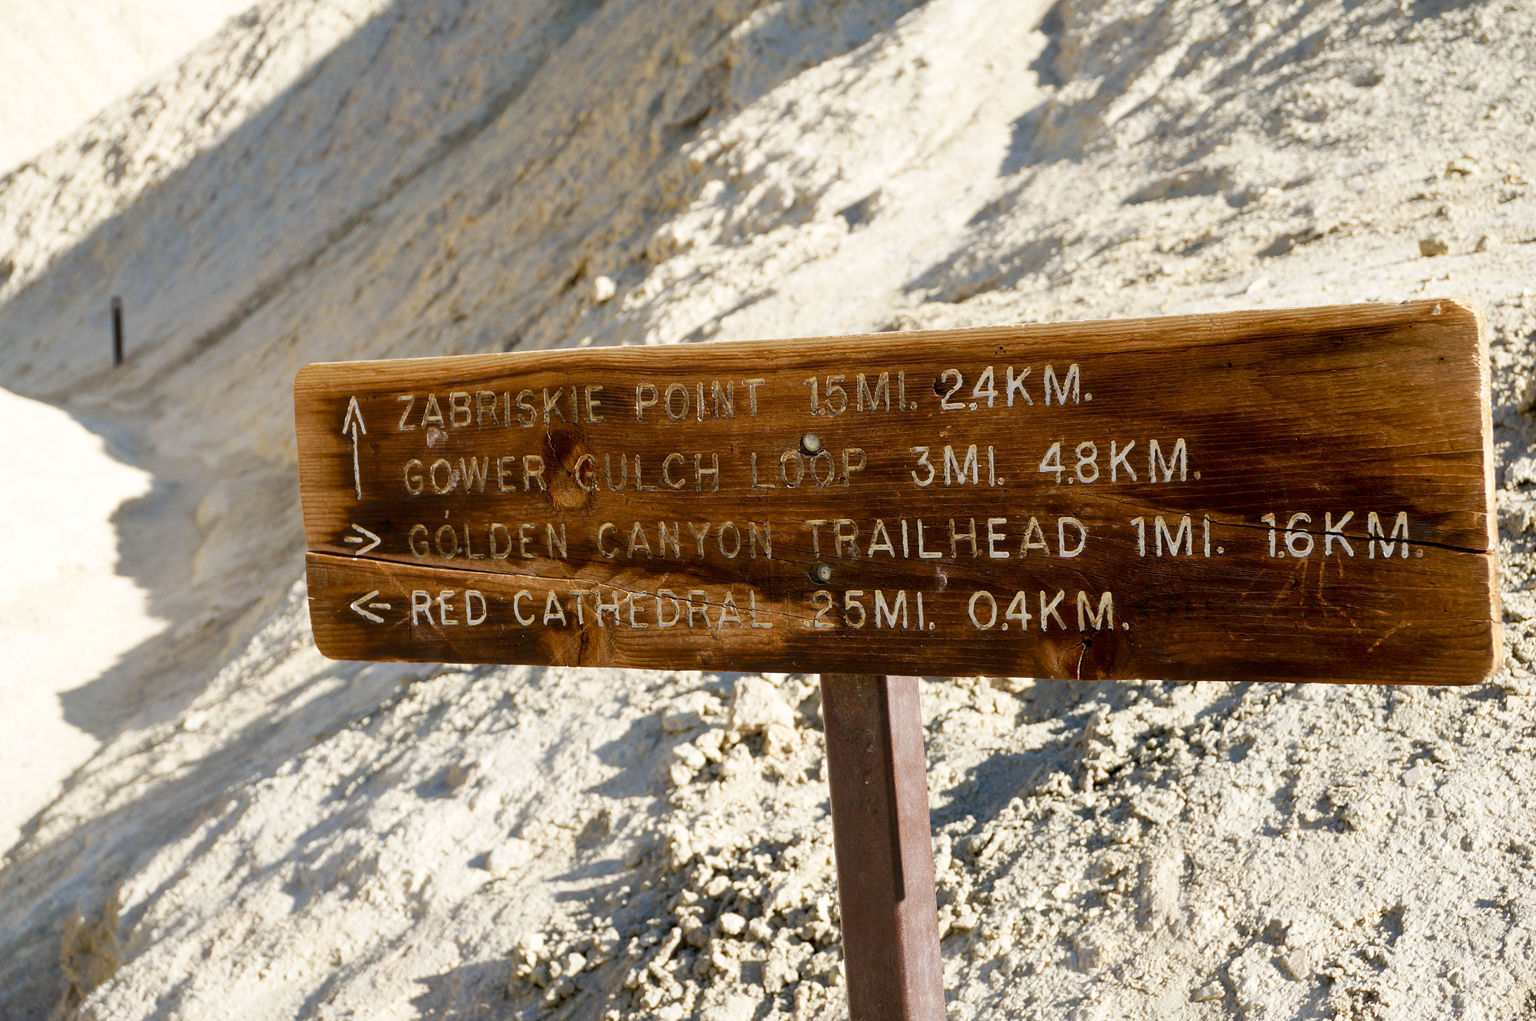 ↑ ZABRISKIE POINT 1.5MI. 2.4KM.
GOWER GULCH LOOP 3MI. 4.8KM.
→ GOLDEN CANYON TRAILHEAD 1MI. 1.6KM.
← RED CATHEDRAL .25MI. 0.4KM.